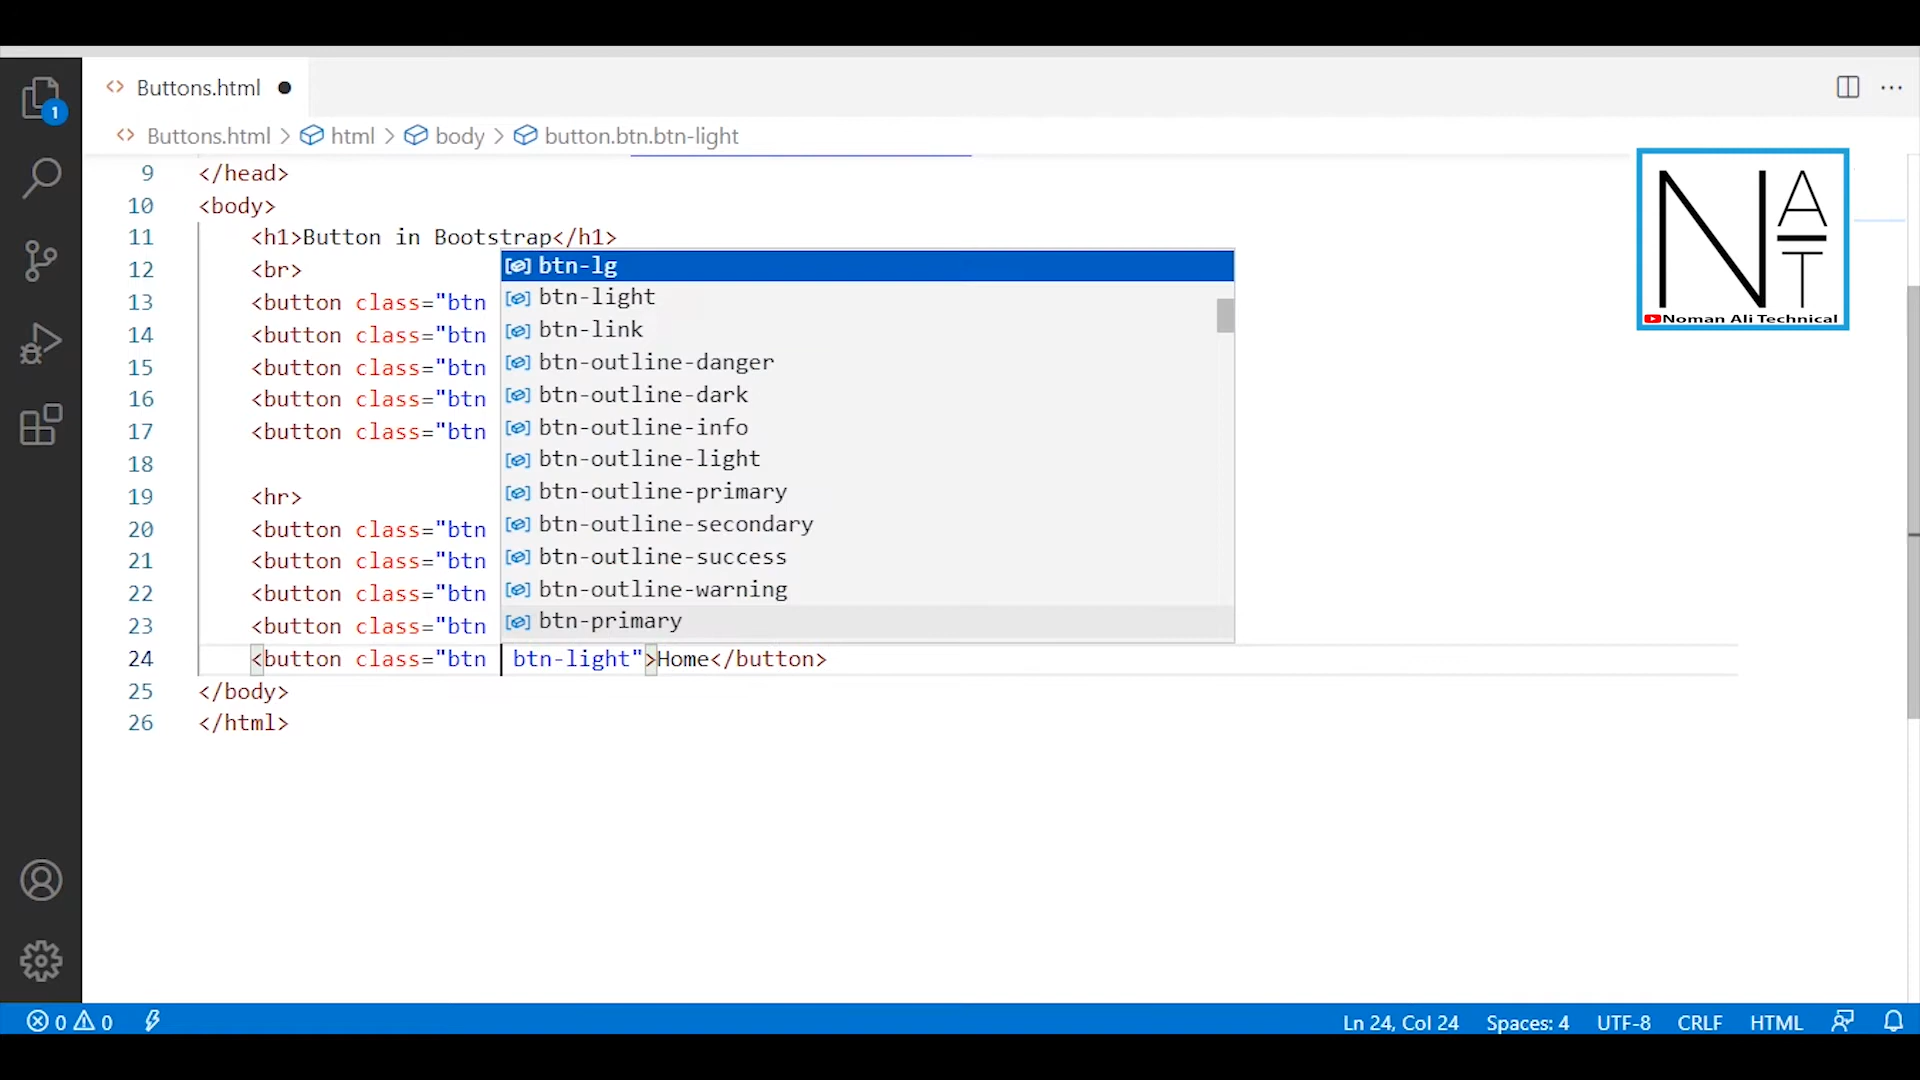 Buttons.html
1
Buttons.html > html > body > button.btn.btn-light
9 </head>
10 <body>
11 <h1>Button in Bootstrap</h1>
12 <br>
13 <button class="btn
14 <button class="btn
15 <button class="btn
16 <button class="btn
17 <button class="btn
18
19 <hr>
20 <button class="btn
21 <button class="btn
22 <button class="btn
23 <button class="btn
24 <button class="btn  btn-light">Home</button>
25 </body>
26 </html>
btn-lg
btn-light
btn-link
btn-outline-danger
btn-outline-dark
btn-outline-info
btn-outline-light
btn-outline-primary
btn-outline-secondary
btn-outline-success
btn-outline-warning
btn-primary
NAT
Noman Ali Technical
0 0 Ln 24, Col 24 Spaces: 4 UTF-8 CRLF HTML